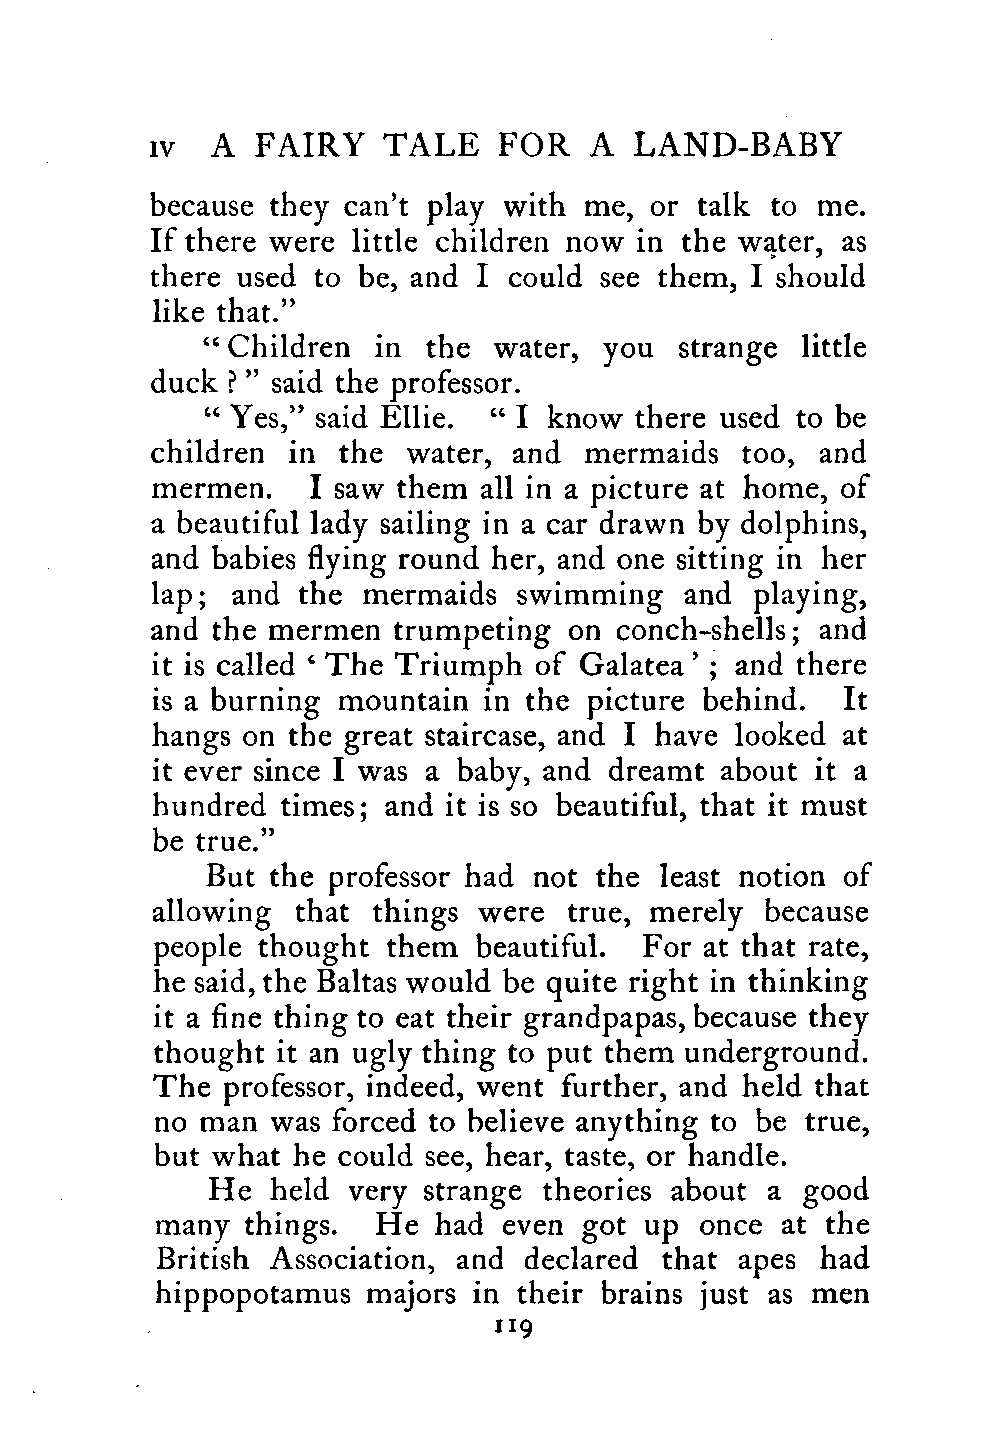 IV A FAIRY TALE FOR A LAND-BABY
because they can't play with me, or talk to me.
If there were little children now in the water, as
there used to be, and I could see them, I should
like that."
"Children in the water, you strange little
duck?" said the professor.
"Yes," said Ellie. "I know there used to be
children in the water, and mermaids too, and
mermen. I saw them all in a picture at home, of
a beautiful lady sailing in a car drawn by dolphins,
and babies flying round her, and one sitting in her
lap; and the mermaids swimming and playing,
and the mermen trumpeting on conch-shells; and
it is called 'The Triumph of Galatea'; and there
is a burning mountain in the picture behind. It
hangs on the great staircase, and I have looked at
it ever since I was a baby, and dreamt about it a
hundred times; and it is so beautiful, that it must
be true."
But the professor had not the least notion of
allowing that things were true, merely because
people thought them beautiful. For at that rate,
he said, the Baltas would be quite right in thinking
it a fine thing to eat their grandpapas, because they
thought it an ugly thing to put them underground.
The professor, indeed, went further, and held that
no man was forced to believe anything to be true,
but what he could see, hear, taste, or handle.
He held very strange theories about a good
many things. He had even got up once at the
British Association, and declared that apes had
hippopotamus majors in their brains just as men
119